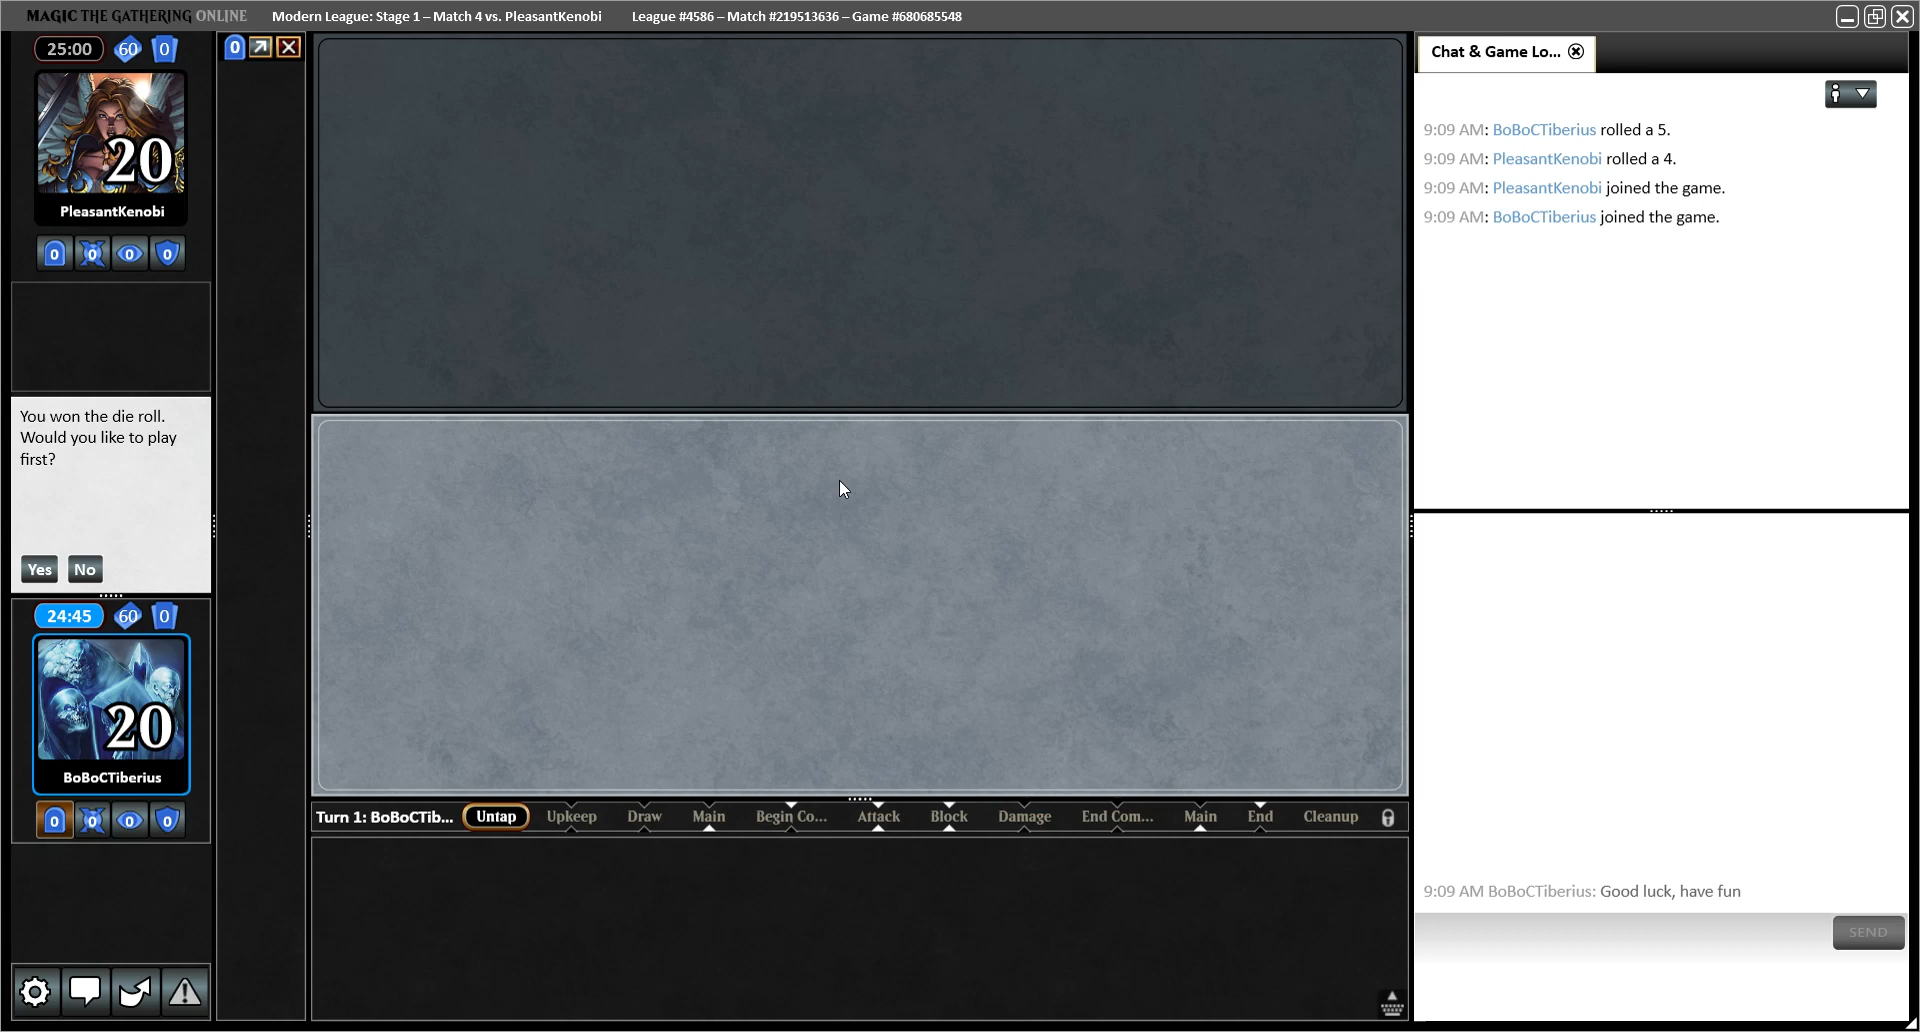 MAGIC THE GATHERING ONLINE
Modern League: Stage 1 – Match 4 vs. PleasantKenobi
League #4586 – Match #219513636 – Game #680685548
25:00 60 0
20
PleasantKenobi
0 0 0 0
0
You won the die roll.
Would you like to play
first?
Yes No
24:45 60 0
20
BoBoCTiberius
0 0 0 0
Turn 1: BoBoCTib... Untap Upkeep Draw Main Begin Co... Attack Block Damage End Com... Main End Cleanup
Chat & Game Lo...
9:09 AM: BoBoCTiberius rolled a 5.
9:09 AM: PleasantKenobi rolled a 4.
9:09 AM: PleasantKenobi joined the game.
9:09 AM: BoBoCTiberius joined the game.
9:09 AM BoBoCTiberius: Good luck, have fun
SEND